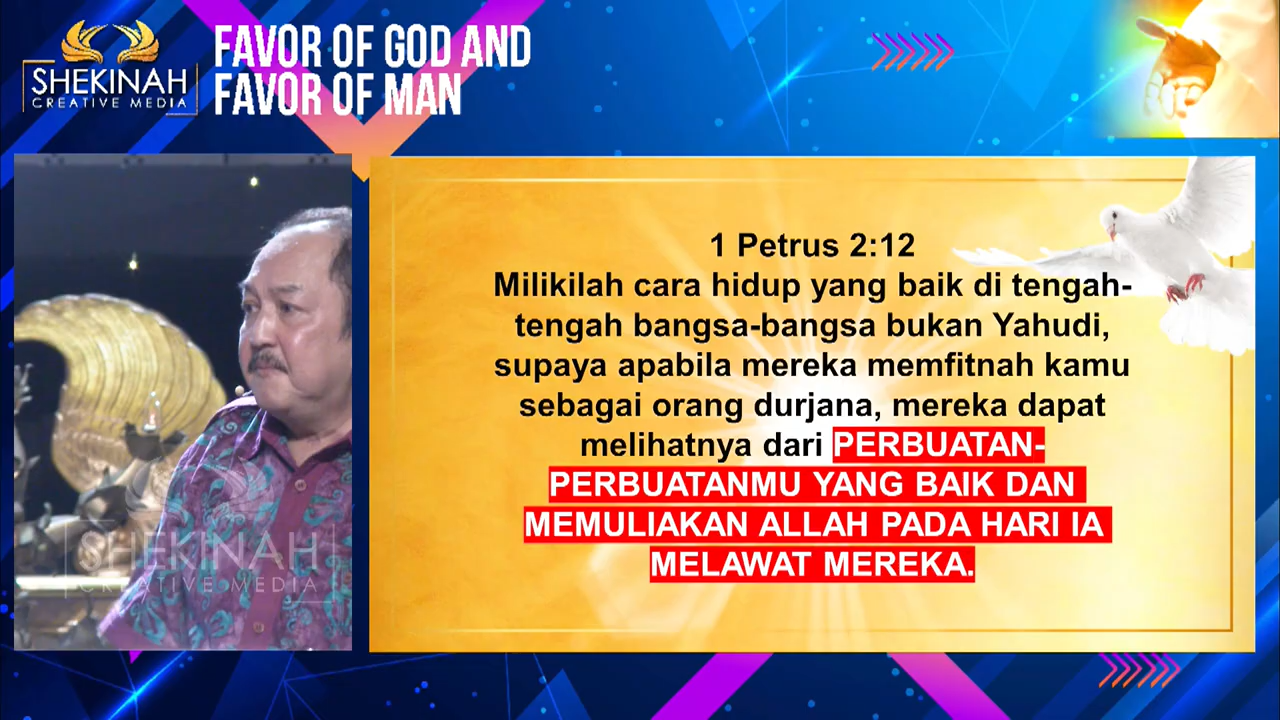 SHEKINAH
CREATIVE MEDIA
FAVOR OF GOD AND
FAVOR OF MAN
1 Petrus 2:12
Milikilah cara hidup yang baik di tengah-
tengah bangsa-bangsa bukan Yahudi,
supaya apabila mereka memfitnah kamu
sebagai orang durjana, mereka dapat
melihatnya dari PERBUATAN-
PERBUATANMU YANG BAIK DAN
MEMULIAKAN ALLAH PADA HARI IA
MELAWAT MEREKA.
SHEKINAH
CREATIVE MEDIA